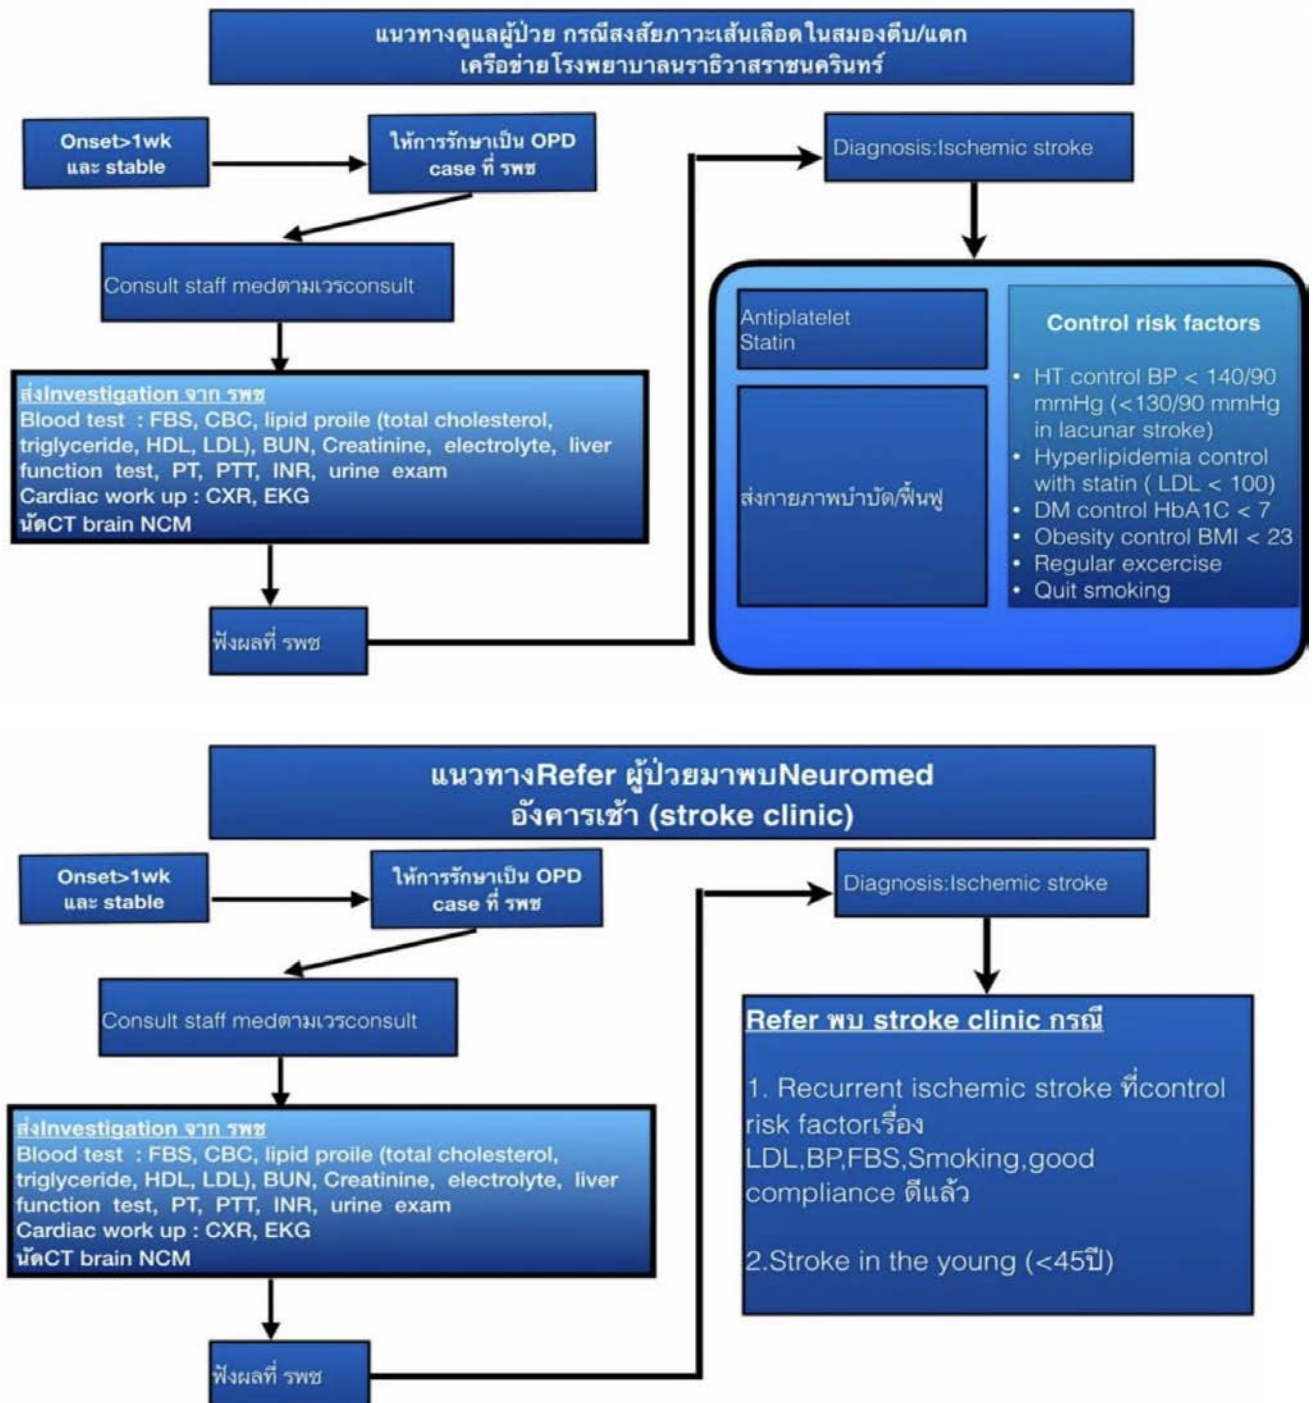 แนวทางดูแลผู้ป่วย กรณีสงสัยภาวะเส้นเลือดในสมองตีบ/แตก
เครือข่ายโรงพยาบาลนราธิวาสราชนครินทร์
Onset>1wk
และ stable
ให้การรักษาเป็น OPD
case ที่ รพช
Consult staff medตามเวรconsult
ส่งInvestigation จาก รพช
Blood test : FBS, CBC, lipid proile (total cholesterol,
triglyceride, HDL, LDL), BUN, Creatinine, electrolyte, liver
function test, PT, PTT, INR, urine exam
Cardiac work up : CXR, EKG
นัดCT brain NCM
ฟังผลที่ รพช
Diagnosis:Ischemic stroke
Antiplatelet
Statin
ส่งกายภาพบำบัด/ฟื้นฟู
Control risk factors
• HT control BP < 140/90
mmHg (<130/90 mmHg
in lacunar stroke)
• Hyperlipidemia control
with statin ( LDL < 100)
• DM control HbA1C < 7
• Obesity control BMI < 23
• Regular excercise
• Quit smoking
แนวทางRefer ผู้ป่วยมาพบNeuromed
อังคารเช้า (stroke clinic)
Onset>1wk
และ stable
ให้การรักษาเป็น OPD
case ที่ รพช
Consult staff medตามเวรconsult
ส่งInvestigation จาก รพช
Blood test : FBS, CBC, lipid proile (total cholesterol,
triglyceride, HDL, LDL), BUN, Creatinine, electrolyte, liver
function test, PT, PTT, INR, urine exam
Cardiac work up : CXR, EKG
นัดCT brain NCM
ฟังผลที่ รพช
Diagnosis:Ischemic stroke
Refer พบ stroke clinic กรณี
1. Recurrent ischemic stroke ที่control
risk factorเรื่อง
LDL,BP,FBS,Smoking,good
compliance ดีแล้ว
2.Stroke in the young (<45ปี)